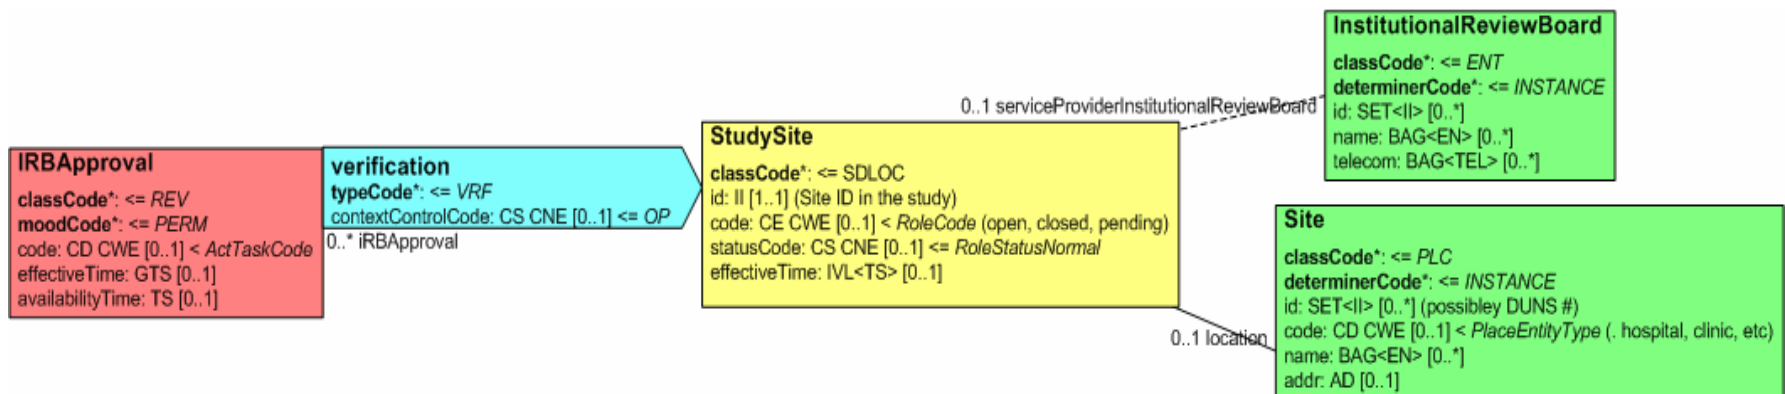 IRBApproval
classCode*: <= REV
moodCode*: <= PERM
code: CD CWE [0..1] < ActTaskCode
effectiveTime: GTS [0..1]
availabilityTime: TS [0..1]
verification
typeCode*: <= VRF
contextControlCode: CS CNE [0..1] <= OP
0..* iRBApproval
StudySite
classCode*: <= SDLOC
id: II [1..1] (Site ID in the study)
code: CE CWE [0..1] < RoleCode (open, closed, pending)
statusCode: CS CNE [0..1] <= RoleStatusNormal
effectiveTime: IVL<TS> [0..1]
0..1 serviceProviderInstitutionalReviewBoard
InstitutionalReviewBoard
classCode*: <= ENT
determinerCode*: <= INSTANCE
id: SET<II> [0..*]
name: BAG<EN> [0..*]
telecom: BAG<TEL> [0..*]
0..1 location
Site
classCode*: <= PLC
determinerCode*: <= INSTANCE
id: SET<II> [0..*] (possibley DUNS #)
code: CD CWE [0..1] < PlaceEntityType (. hospital, clinic, etc)
name: BAG<EN> [0..*]
addr: AD [0..1]